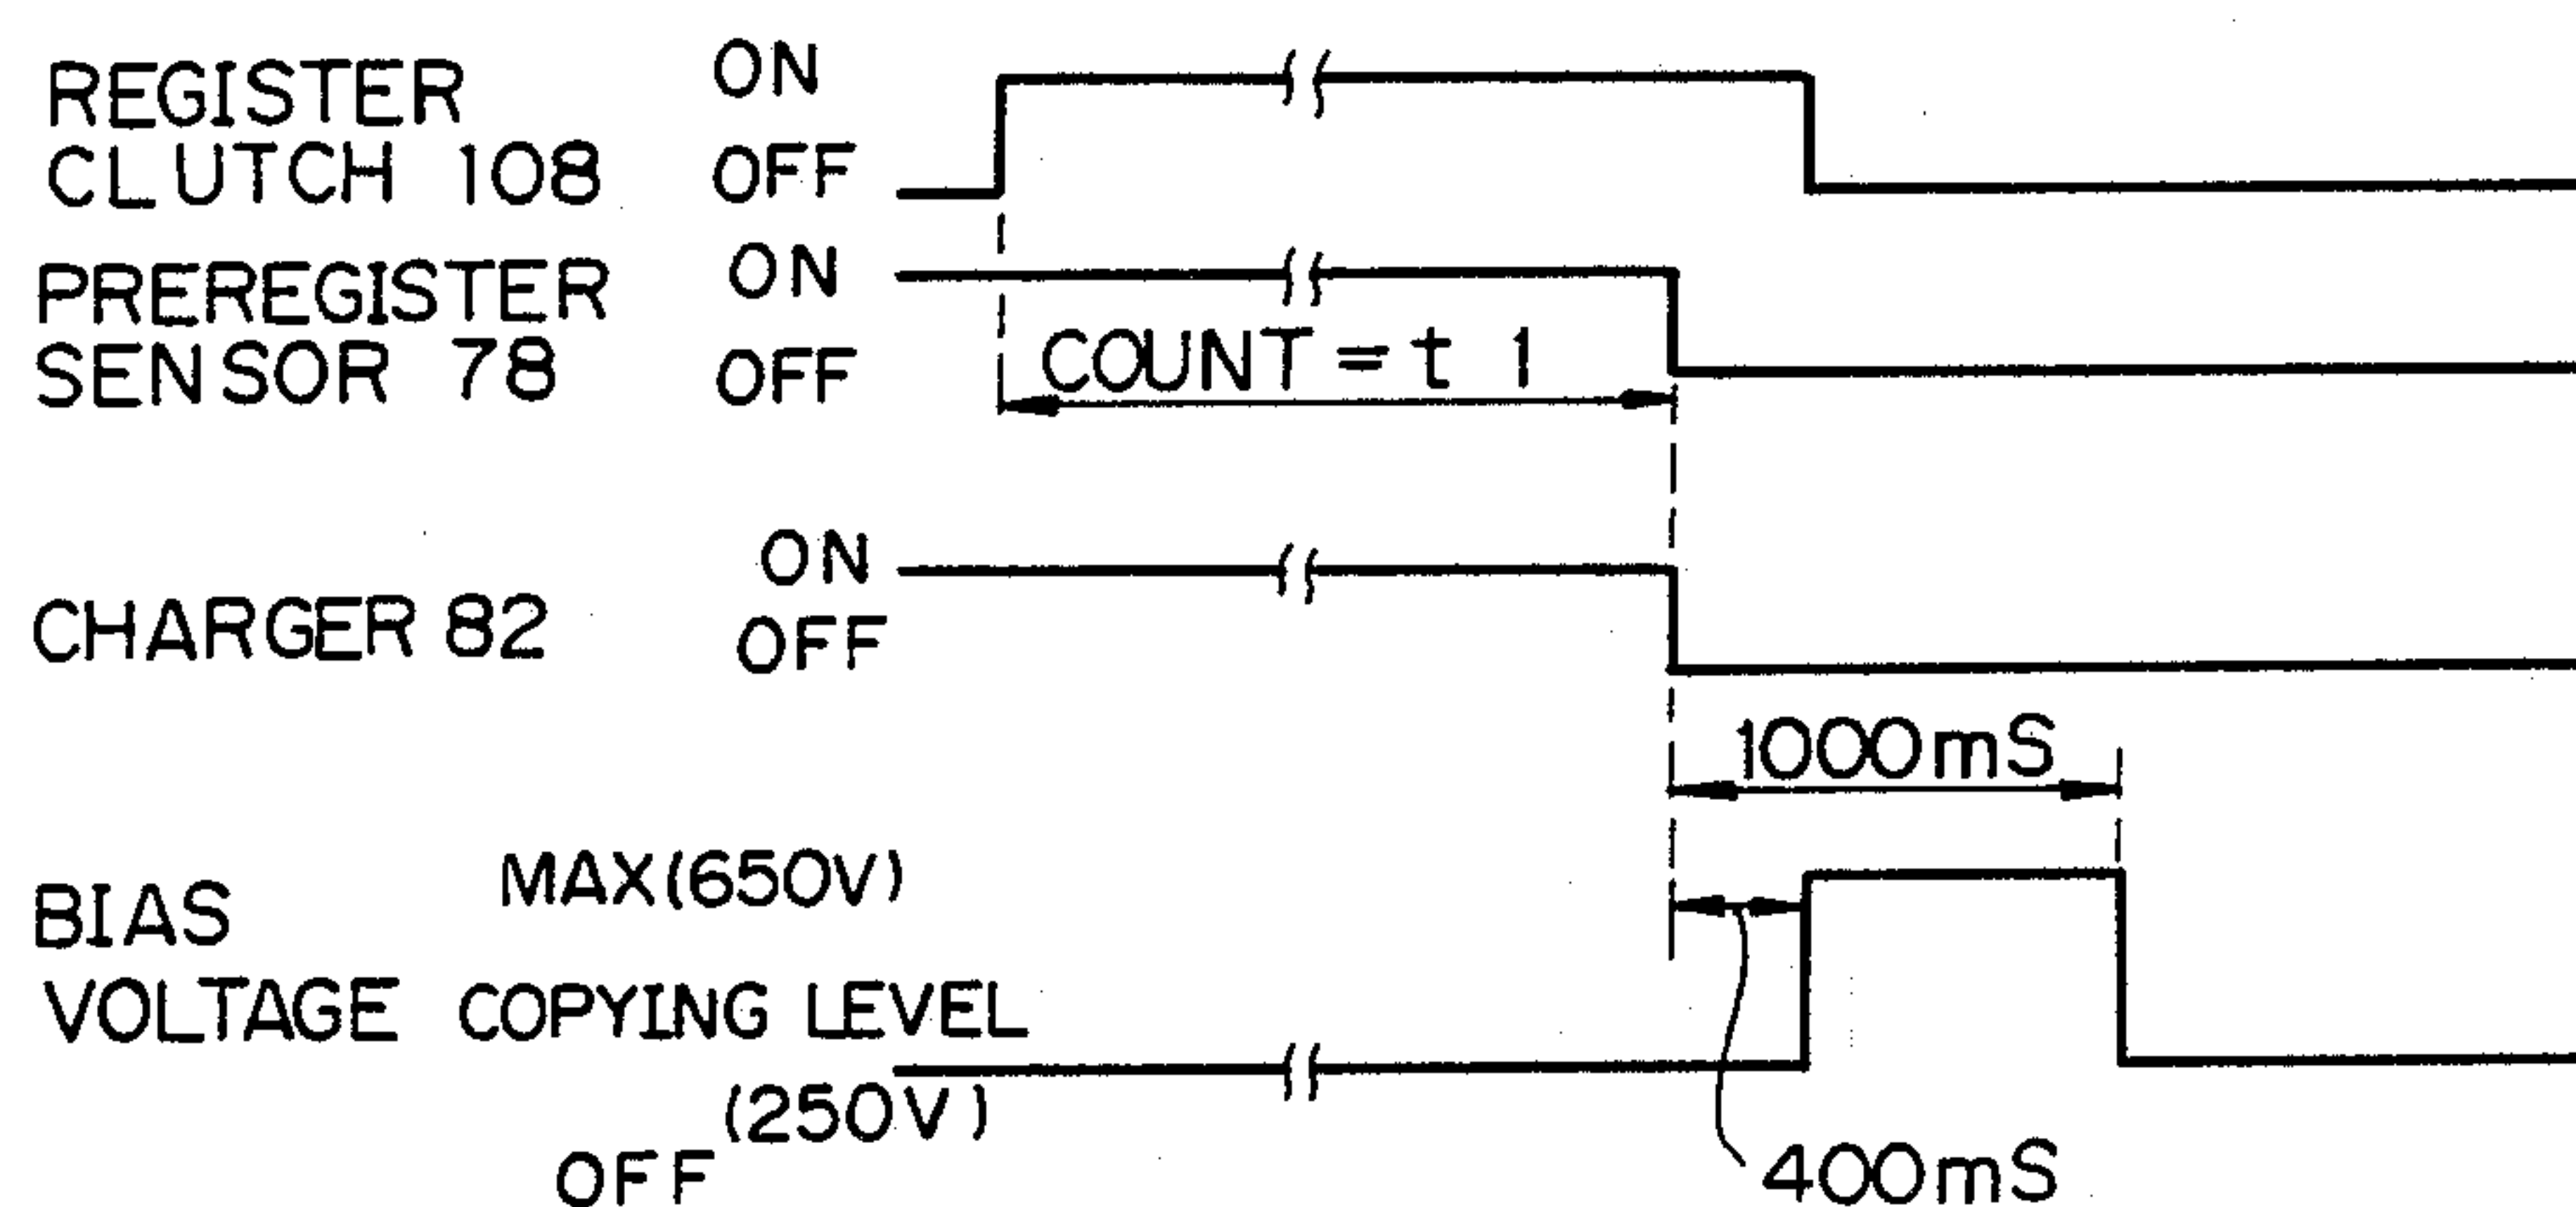 REGISTER
CLUTCH 108
ON
OFF
PREREGISTER
SENSOR 78
ON
OFF
COUNT = t 1
CHARGER 82
ON
OFF
1000mS
BIAS
VOLTAGE
MAX(650V)
COPYING LEVEL
(250V)
OFF
400mS